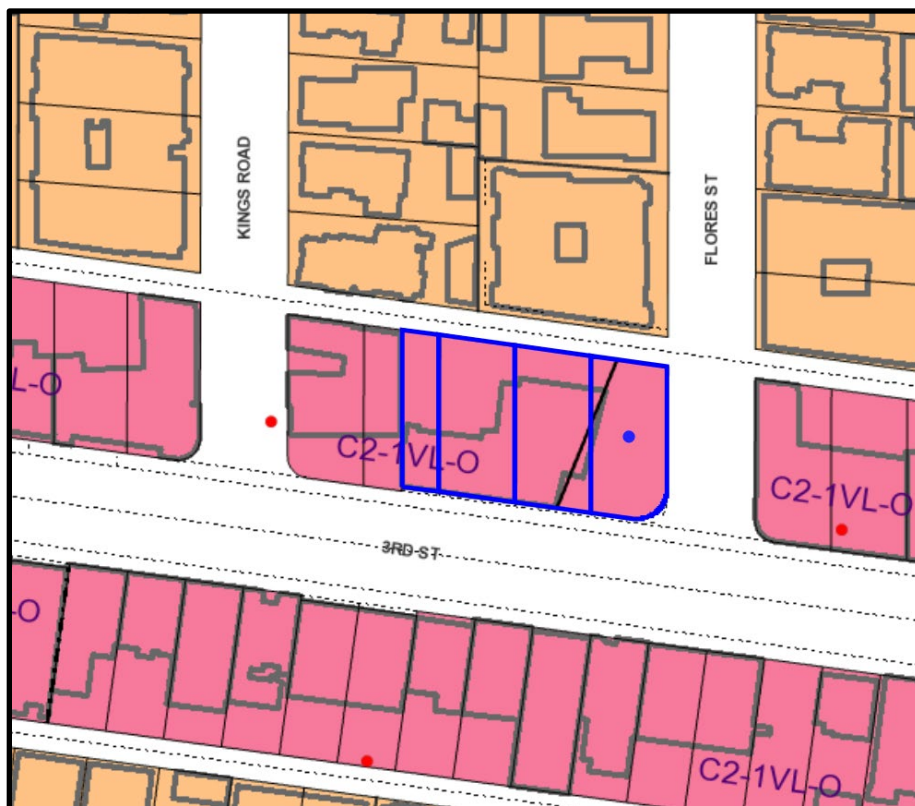 KINGS ROAD
FLORES ST
L-O
C2-1VL-O
C2-1VL-O
3RD ST
-O
C2-1VL-O